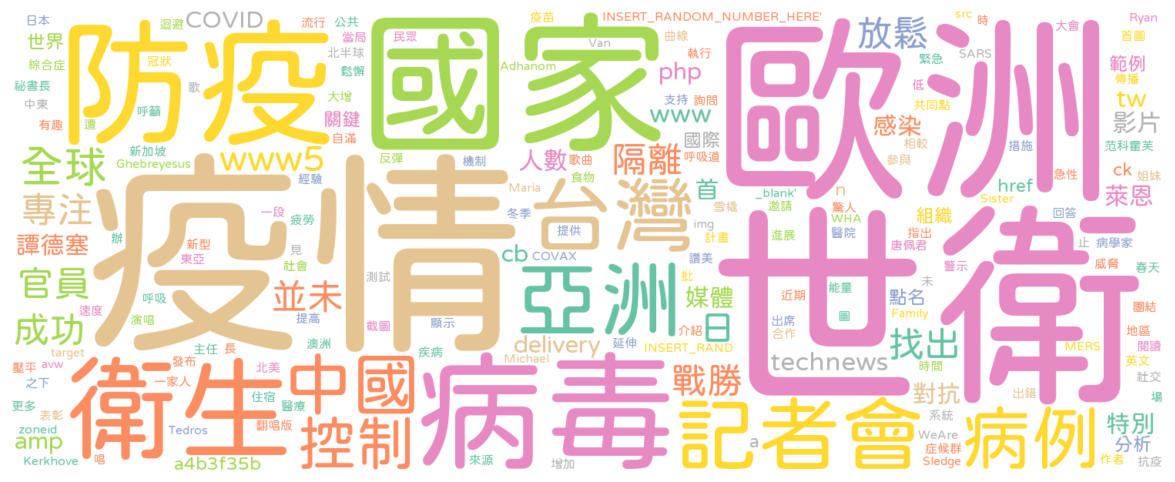 日本 迴避 COVID 流行 公共 疫苗 INSERT_RANDOM_NUMBER_HERE' src 時 大會 Ryan
世界 防疫 冠狀 國家 當局 民眾 Van 曲線 歐洲 放鬆 緊急 首圖
綜合症 北半球 Adhanom 執行 SARS 範例
祕書長 歌 鬆懈 php 低 傳播
中東 呼籲 大增 支持 詢問 www 共同點 tw
有趣 遭 關鍵 自滿 國際 感染 相較 措施 影片
全球 新加坡 www5 反彈 機制 人數 歌曲 隔離 呼吸道 范科霍芙
Ghebreyesus 經驗 食物 參與 急性 ck 姐妹
專注 疫情 疲勞 Maria 台灣 首 雪橇 _blank' 驚人 n href Sister 萊恩
一段 冬季 邀請 WHA 組織 回答
辦 見 提供 img 計畫 世衛 醫院 指出
譚德塞 新型 東亞 社會 cb COVAX 讚美 進展 唐佩君 止 病學家
官員 呼吸 並未 測試 亞洲 批 媒體 近期 能量 警示 未 威脅 春天
速度 提高 點名 團結
成功 演唱 截圖 顯示 日 介紹 出席 圖 Family 地區
target 主任 長 澳洲 疾病 delivery 延伸 INSERT_RAND 合作 找出 MERS 閱讀
壓平 avw 發布 北美 Michael technews 時間 英文
之下 衛生 一家人 中國 病毒 戰勝 對抗 出錯 社交
更多 表彰 住宿 醫療 系統 場
zoneid Tedros 翻唱版 控制 記者會 a WeAre 病例 特別
amp 唱 症候群 分析 作者
Kerkhove a4b3f35b 來源 增加 Sledge 抗疫